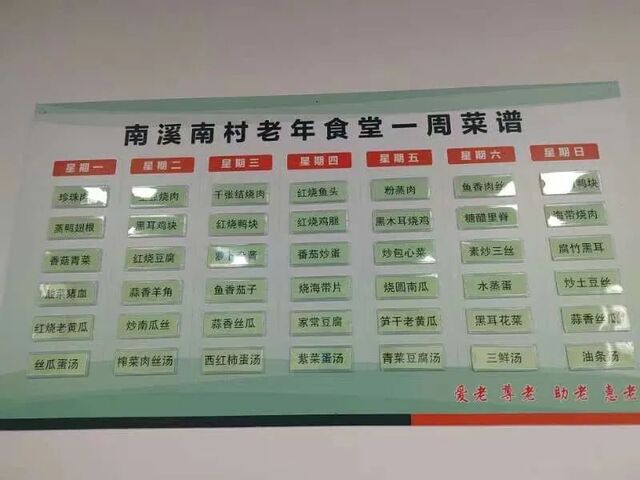 南溪南村老年食堂一周菜谱
星期一 星期二 星期三 星期四 星期五 星期六 星期日
珍珠肉 烧肉 千张结烧肉 红烧鱼头 粉蒸肉 鱼香肉丝 鸭块
蒸鸭翅根 黑耳鸡块 红烧鸭块 红烧鸡腿 黑木耳烧鸡 糖醋里脊 海带烧肉
香菇青菜 红烧豆腐 番茄炒蛋 炒包心菜 素炒三丝 腐竹黑耳
猪血 蒜香羊角 鱼香茄子 烧海带片 烧圆南瓜 水蒸蛋 炒土豆丝
红烧老黄瓜 炒南瓜丝 蒜香丝瓜 家常豆腐 笋干老黄瓜 黑耳花菜 蒜香丝
丝瓜蛋汤 榨菜肉丝汤 西红柿蛋汤 紫菜蛋汤 青菜豆腐汤 三鲜汤 油条汤
爱老 尊老 助老 惠老